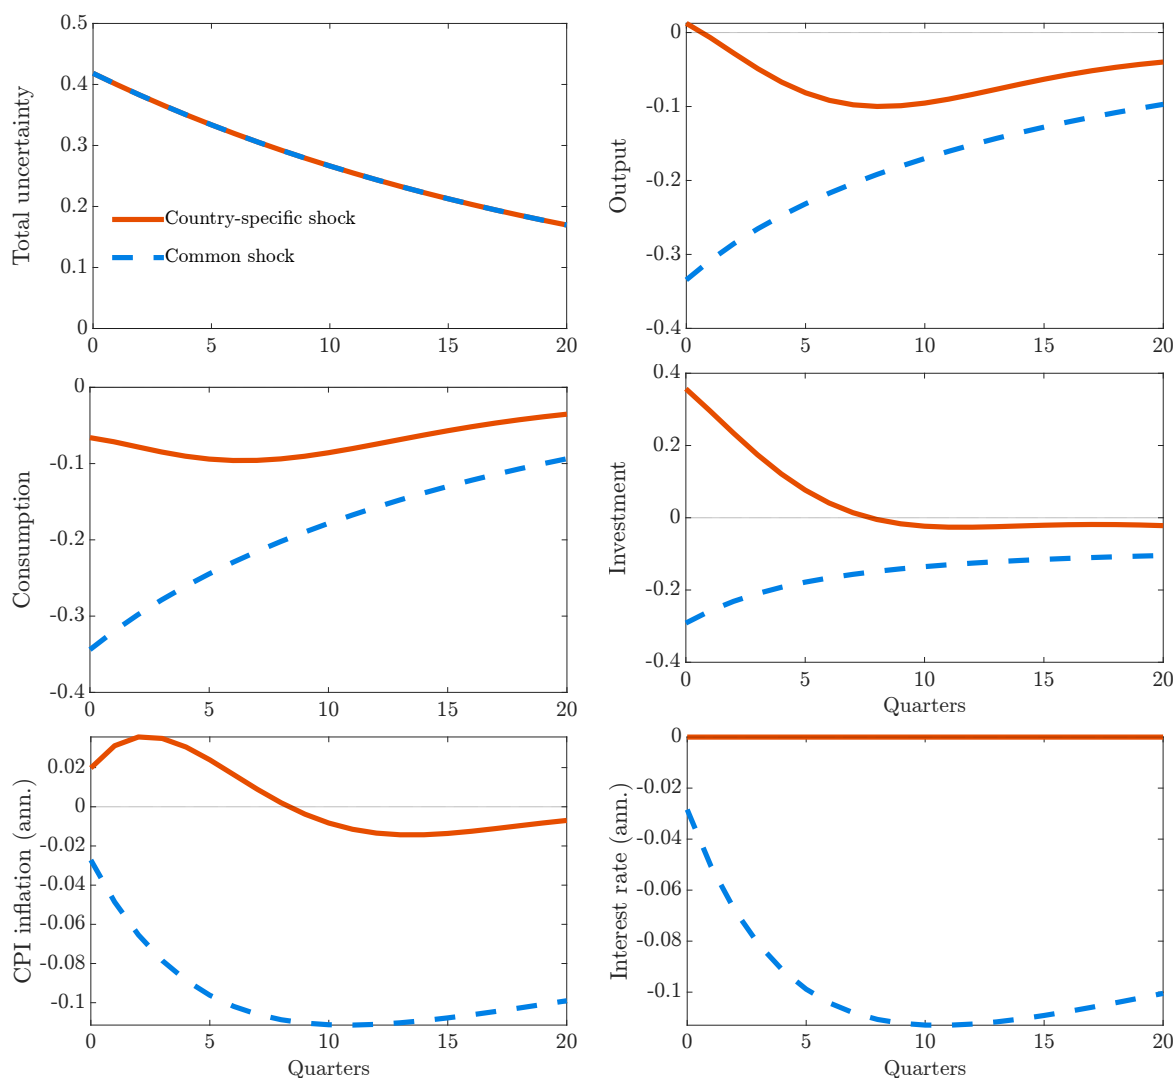 Total uncertainty
0.5
0.4
0.3
0.2
0.1
0
Country-specific shock
Common shock
0 5 10 15 20
Output
0
-0.1
-0.2
-0.3
-0.4
0 5 10 15 20
Consumption
0
-0.1
-0.2
-0.3
-0.4
0 5 10 15 20
Investment
0.4
0.2
0
-0.2
-0.4
0 5 10 15 20
Quarters
CPI inflation (ann.)
0.02
0
-0.02
-0.04
-0.06
-0.08
-0.1
0 5 10 15 20
Quarters
Interest rate (ann.)
0
-0.02
-0.04
-0.06
-0.08
-0.1
0 5 10 15 20
Quarters